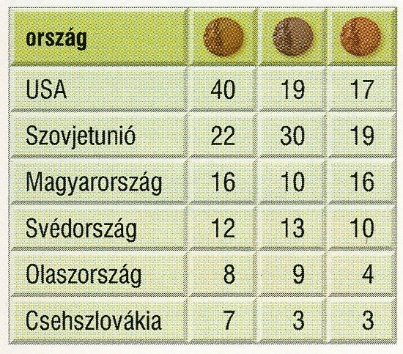 ország
USA 40 19 17
Szovjetunió 22 30 19
Magyarország 16 10 16
Svédország 12 13 10
Olaszország 8 9 4
Csehszlovákia 7 3 3